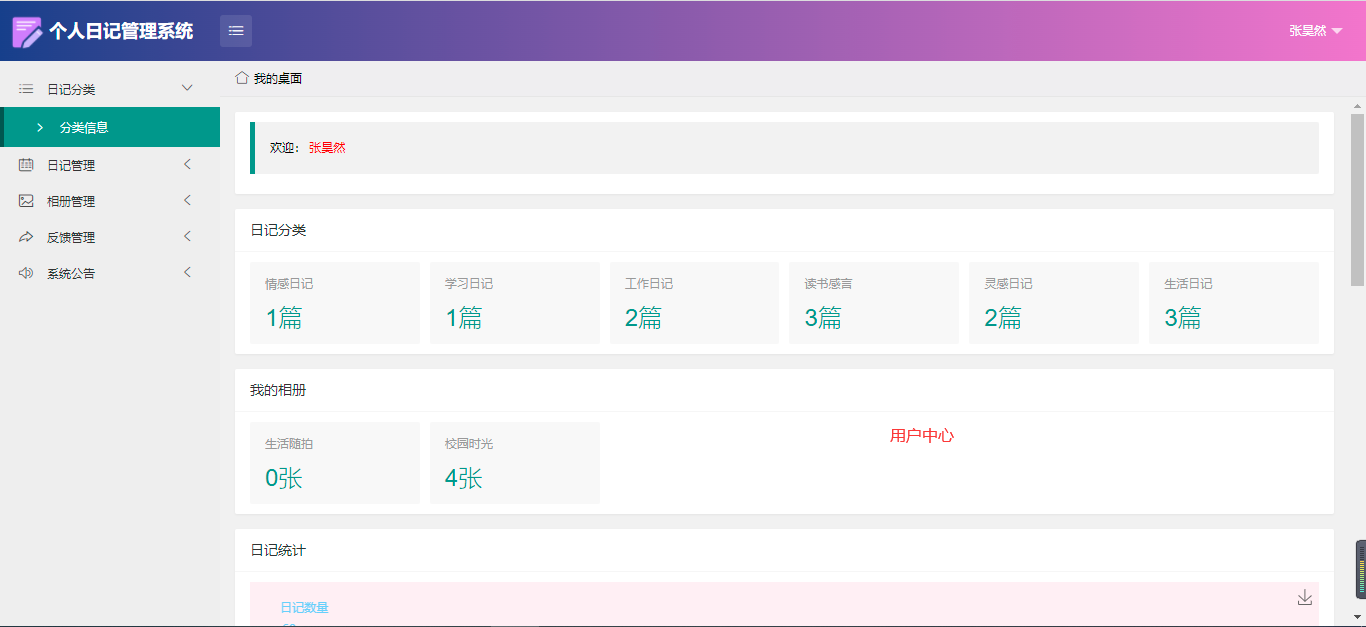 个人日记管理系统
张昊然
日记分类
分类信息
日记管理
相册管理
反馈管理
系统公告
我的桌面
欢迎：张昊然
日记分类
情感日记 学习日记 工作日记 读书感言 灵感日记 生活日记
1篇 1篇 2篇 3篇 2篇 3篇
我的相册
生活随拍 校园时光
0张 4张
用户中心
日记统计
日记数量